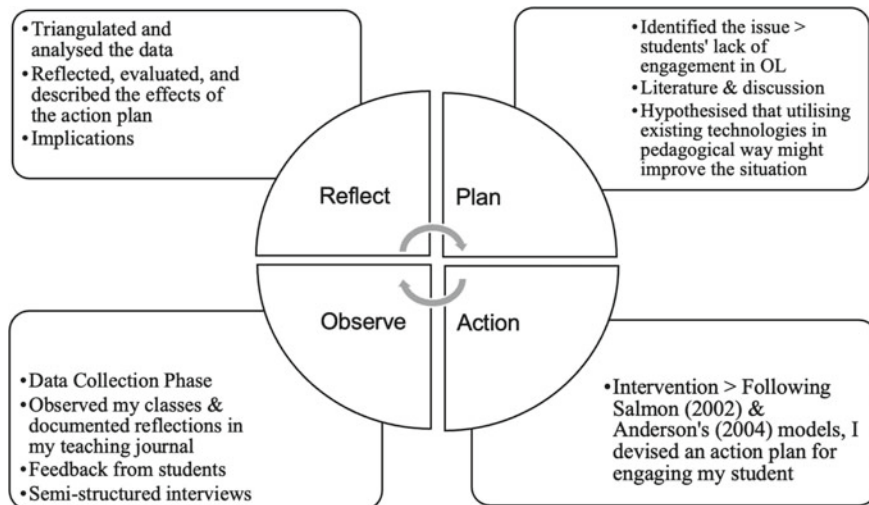 •Triangulated and
analysed the data
•Reflected, evaluated, and
described the effects of
the action plan
•Implications
•Identified the issue >
students' lack of
engagement in OL
•Literature & discussion
•Hypothesised that utilising
existing technologies in
pedagogical way might
improve the situation
Reflect
Plan
Observe
Action
•Data Collection Phase
•Observed my classes &
documented reflections in
my teaching journal
•Feedback from students
•Semi-structured interviews
•Intervention > Following
Salmon (2002) &
Anderson's (2004) models, I
devised an action plan for
engaging my student